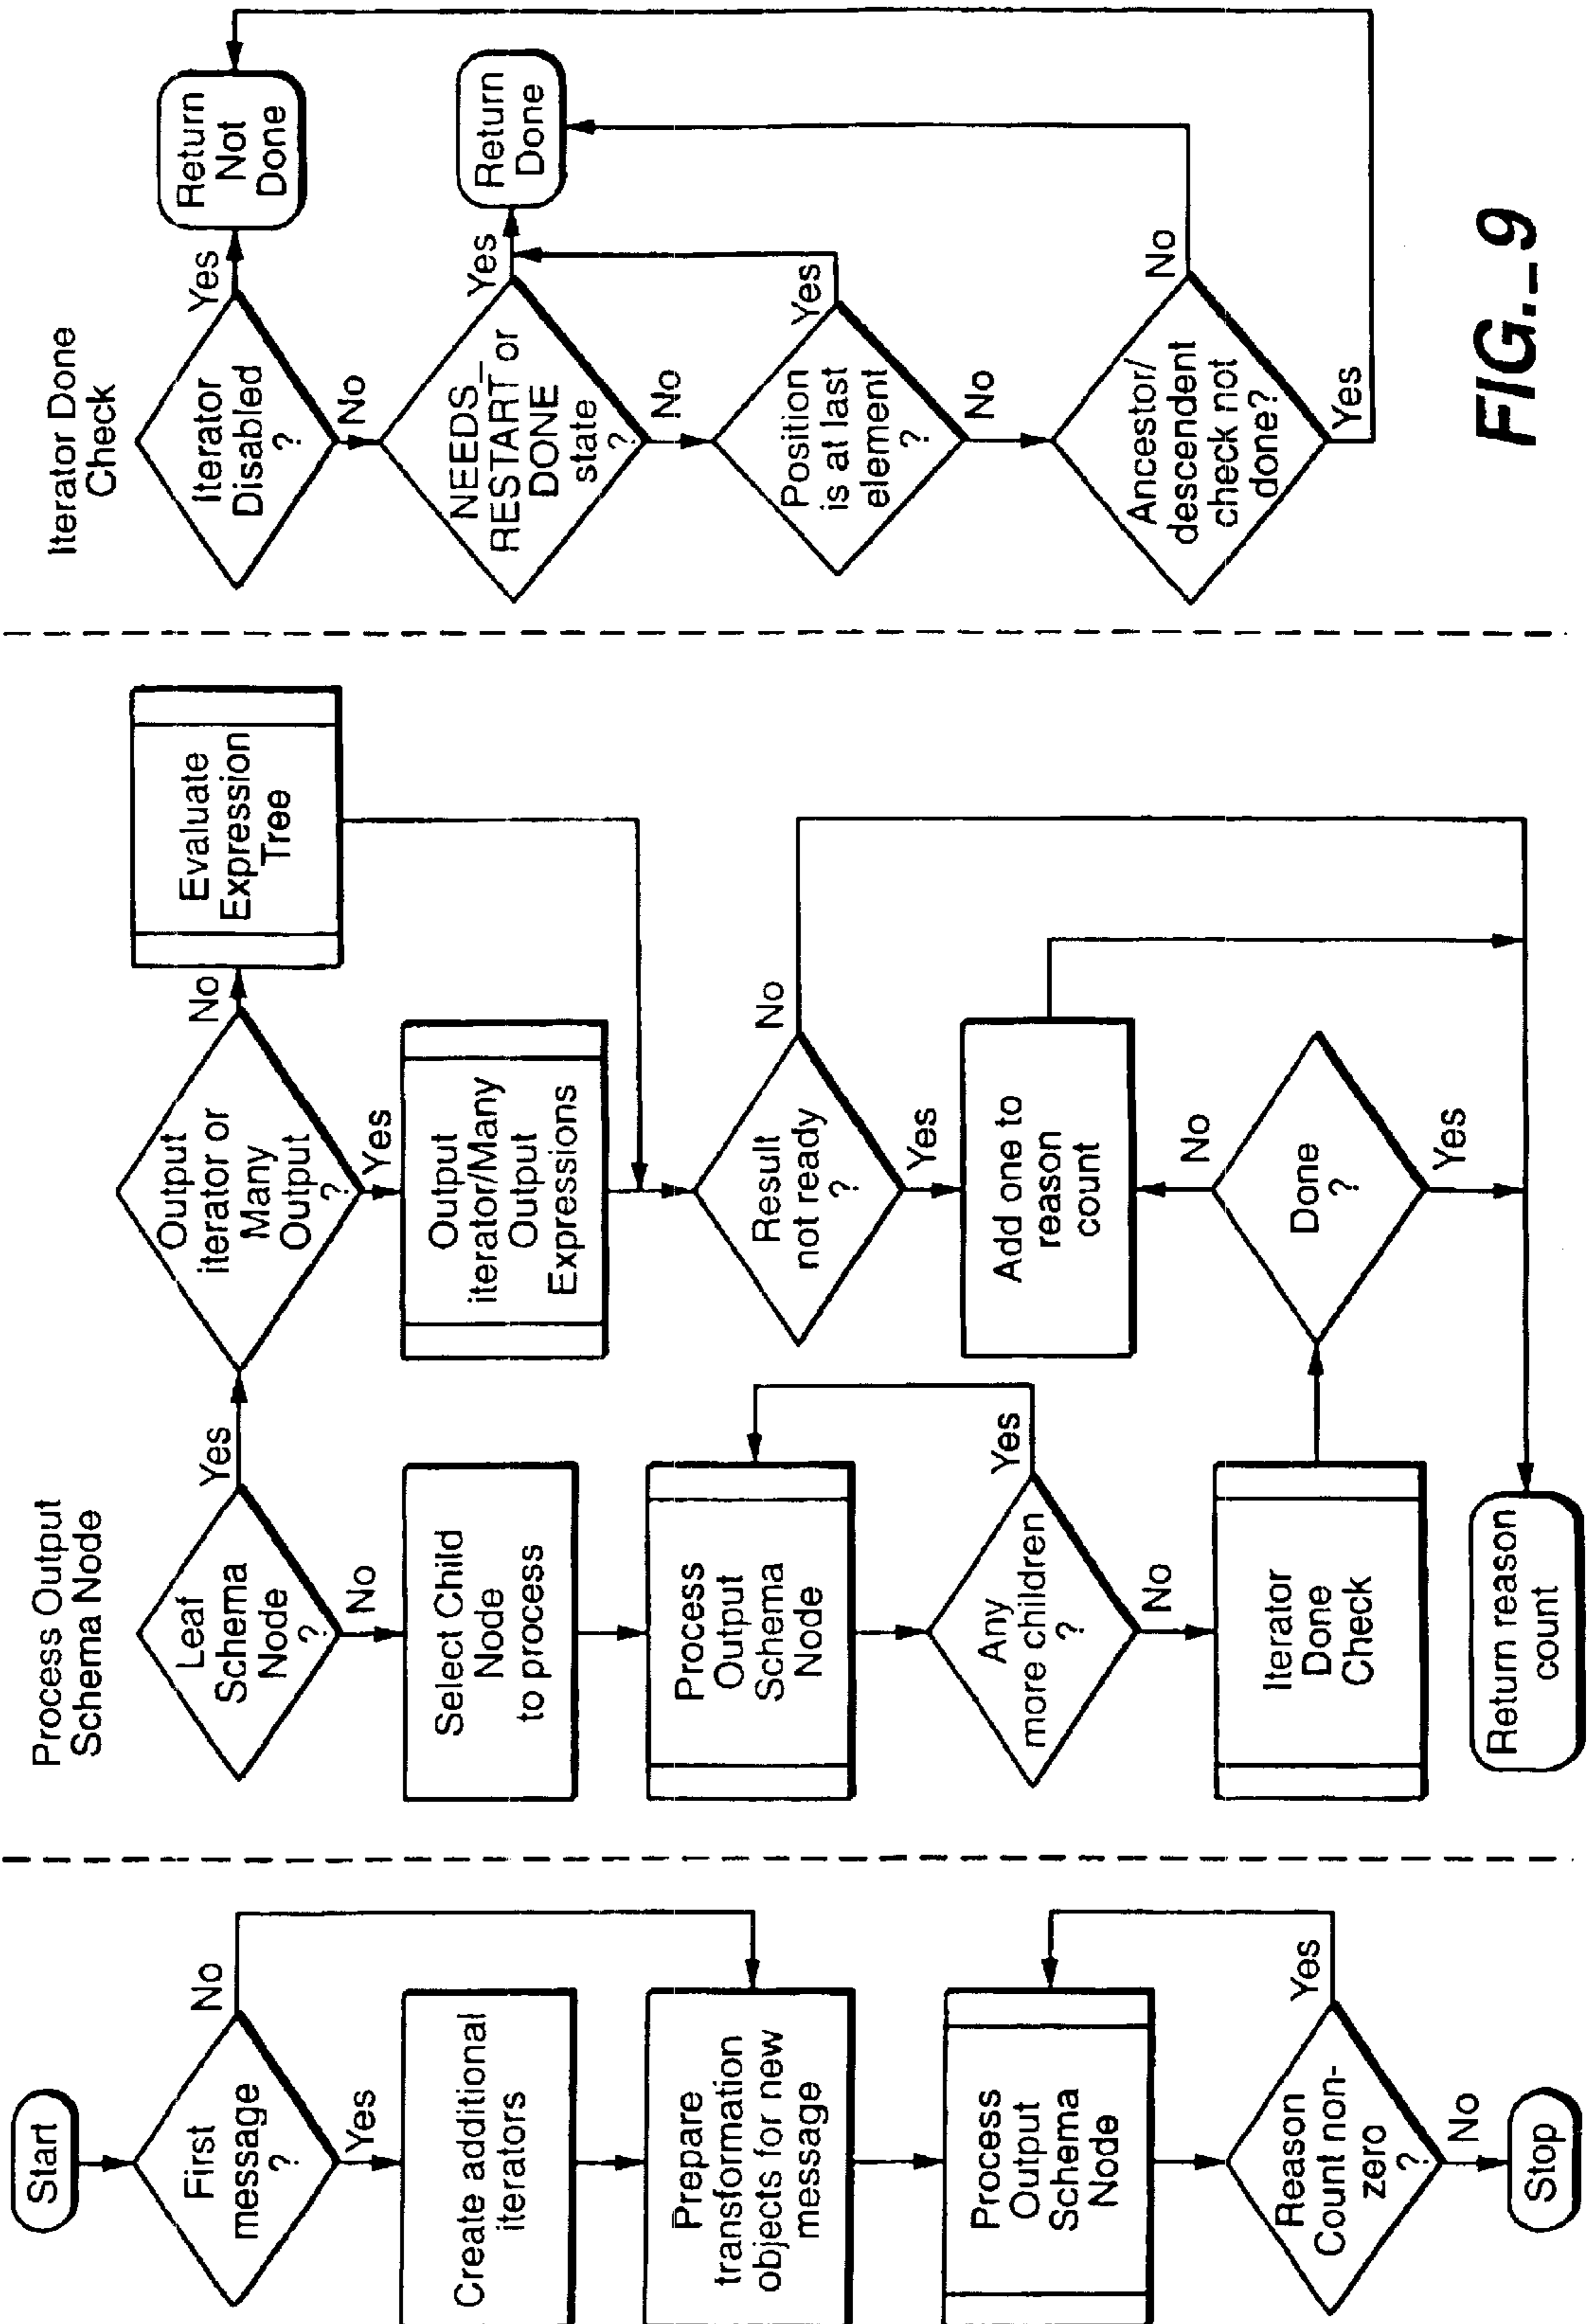 Start
First
message
?
No
Yes
Create additional
iterators
Prepare
transformation
objects for new
message
Process
Output
Schema
Node
Reason
Count non-
zero
?
Yes
No
Stop
Process Output
Schema Node
Leaf
Schema
Node
?
Yes
No
Select Child
Node
to process
Process
Output
Schema
Node
Any
more children
?
Yes
No
Iterator
Done
Check
Return reason
count
Output
iterator or
Many
Output
?
No
Yes
Evaluate
Expression
Tree
Output
iterator/Many
Output
Expressions
Result
not ready
?
No
Yes
Add one to
reason
count
No
Done
?
Yes
Iterator Done
Check
Iterator
Disabled
?
Yes
No
Return
Not
Done
NEEDS_
RESTART or
DONE
state
?
Yes
No
Return
Done
Position
is at last
element
?
Yes
No
Ancestor/
descendent
check not
done?
No
Yes
FIG._9